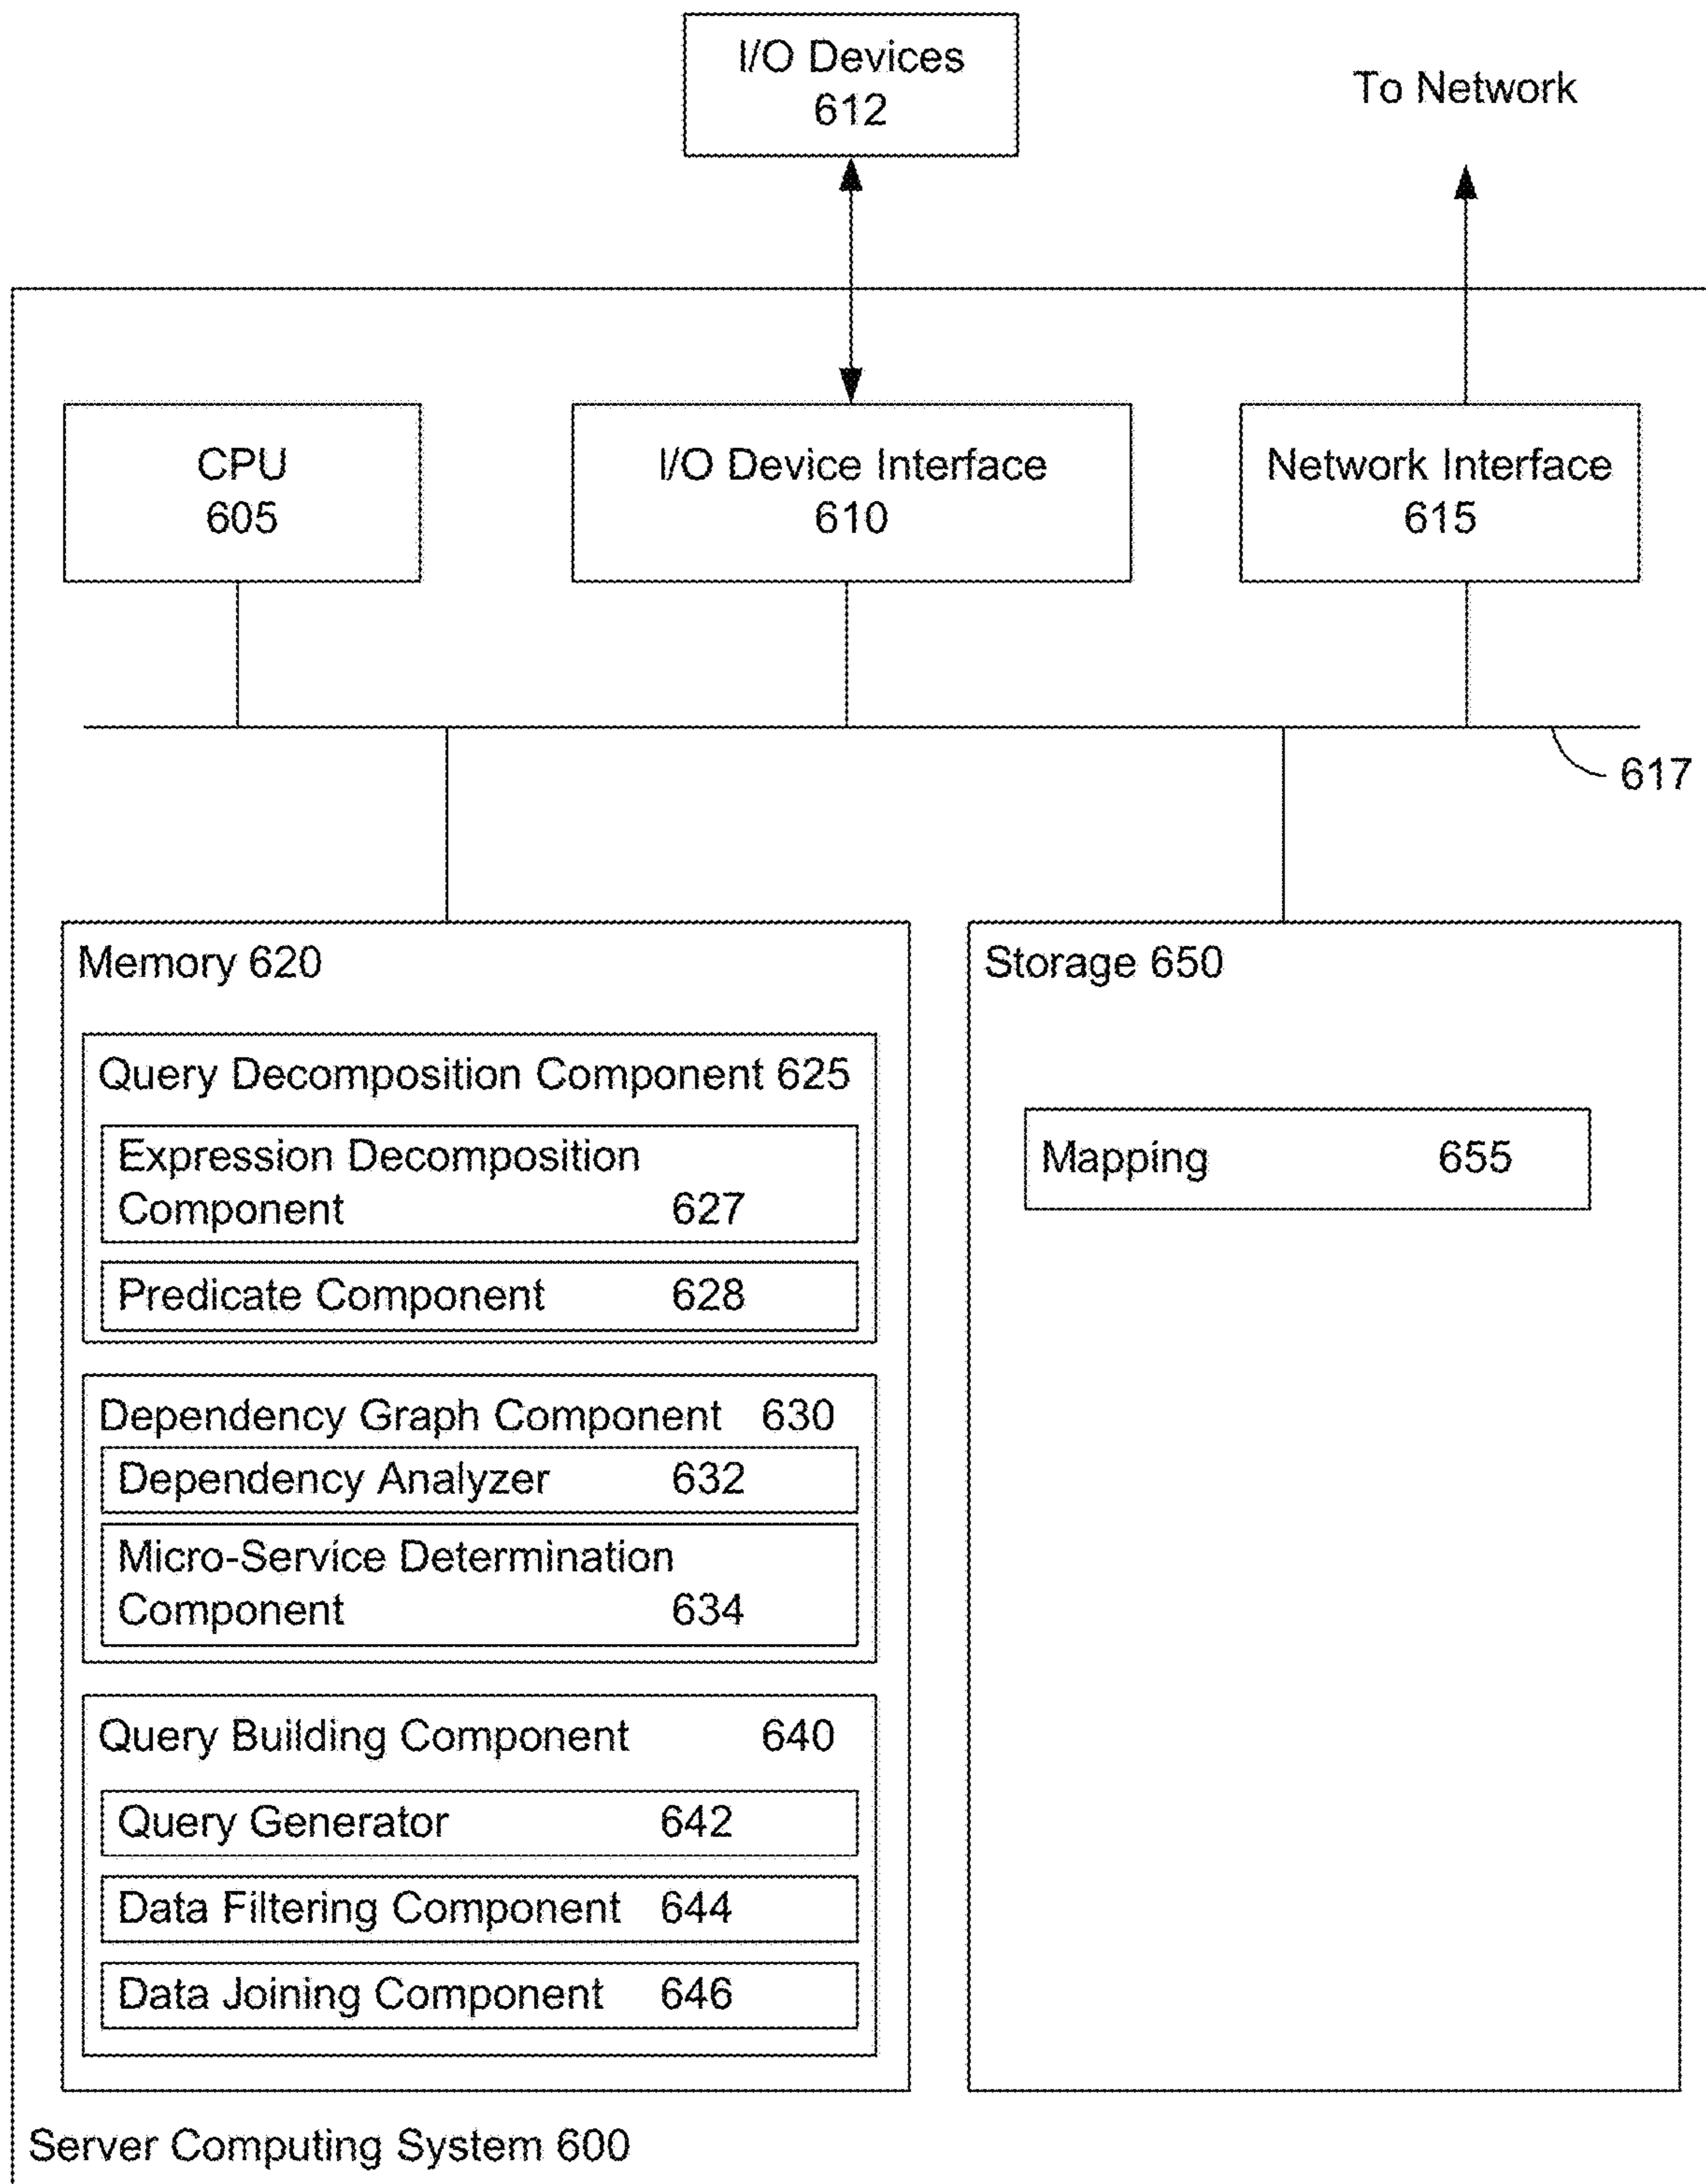 I/O Devices
612
To Network
CPU
605
I/O Device Interface
610
Network Interface
615
617
Memory 620
Query Decomposition Component 625
Expression Decomposition
Component 627
Predicate Component 628
Dependency Graph Component 630
Dependency Analyzer 632
Micro-Service Determination
Component 634
Query Building Component 640
Query Generator 642
Data Filtering Component 644
Data Joining Component 646
Storage 650
Mapping 655
Server Computing System 600